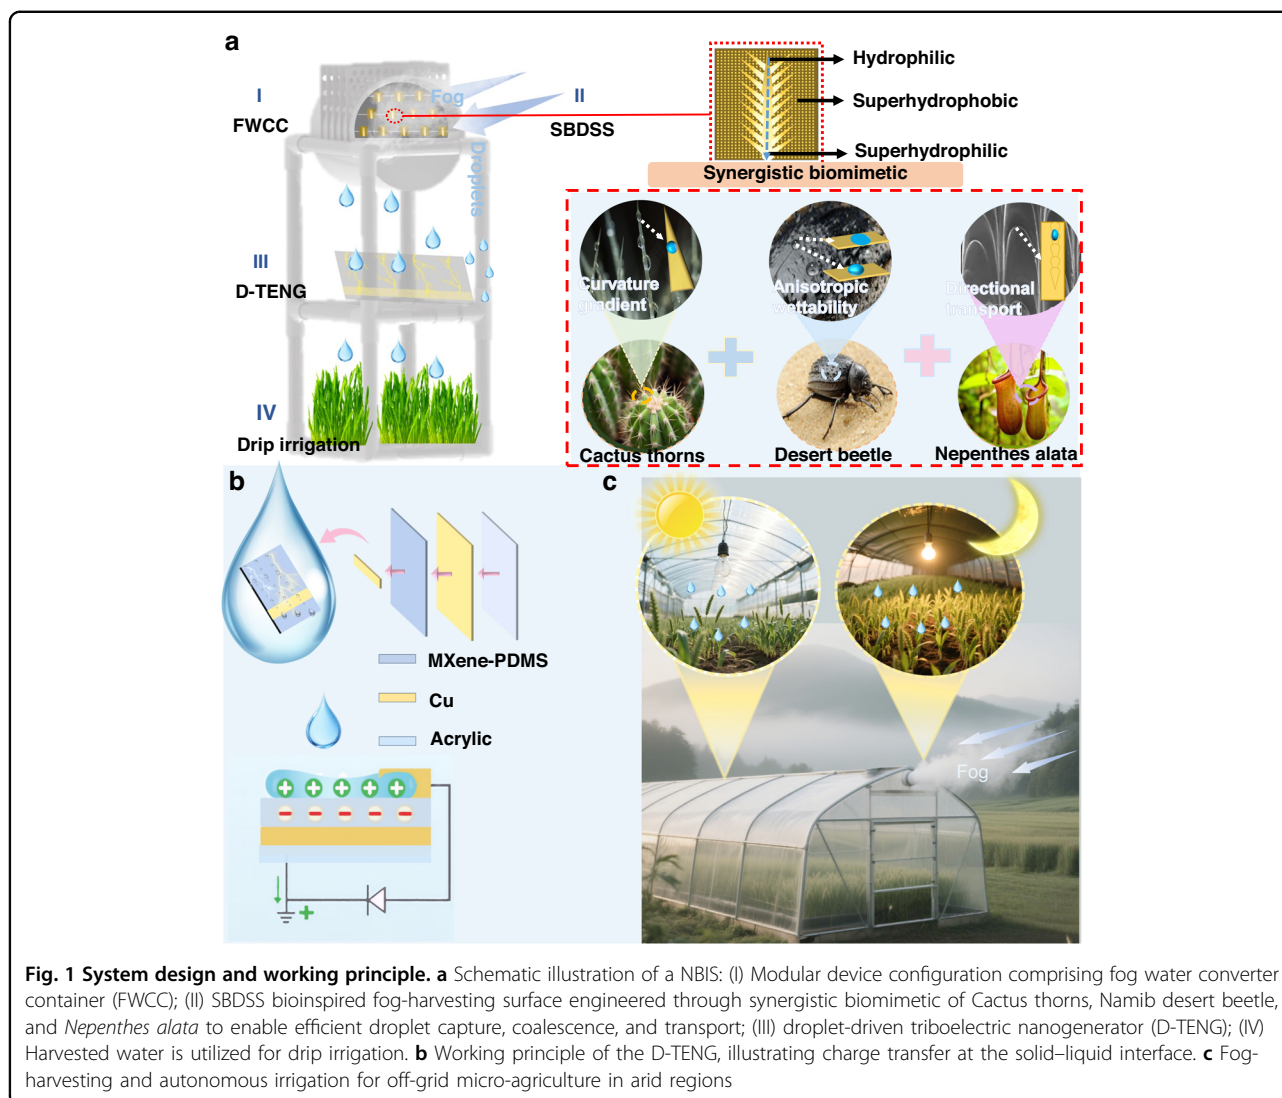 a
I
FWCC
Fog
II
SBDSS
Droplets
III
D-TENG
IV
Drip irrigation
Hydrophilic
Superhydrophobic
Superhydrophilic
Synergistic biomimetic
Curvature
gradient
Anisotropic
wettability
Directional
transport
Cactus thorns
Desert beetle
Nepenthes alata
b
MXene-PDMS
Cu
Acrylic
+ + + + +
− − − − −
+
c
Fog
Fig. 1 System design and working principle. a Schematic illustration of a NBIS: (I) Modular device configuration comprising fog water converter
container (FWCC); (II) SBDSS bioinspired fog-harvesting surface engineered through synergistic biomimetic of Cactus thorns, Namib desert beetle,
and Nepenthes alata to enable efficient droplet capture, coalescence, and transport; (III) droplet-driven triboelectric nanogenerator (D-TENG); (IV)
Harvested water is utilized for drip irrigation. b Working principle of the D-TENG, illustrating charge transfer at the solid–liquid interface. c Fog-
harvesting and autonomous irrigation for off-grid micro-agriculture in arid regions